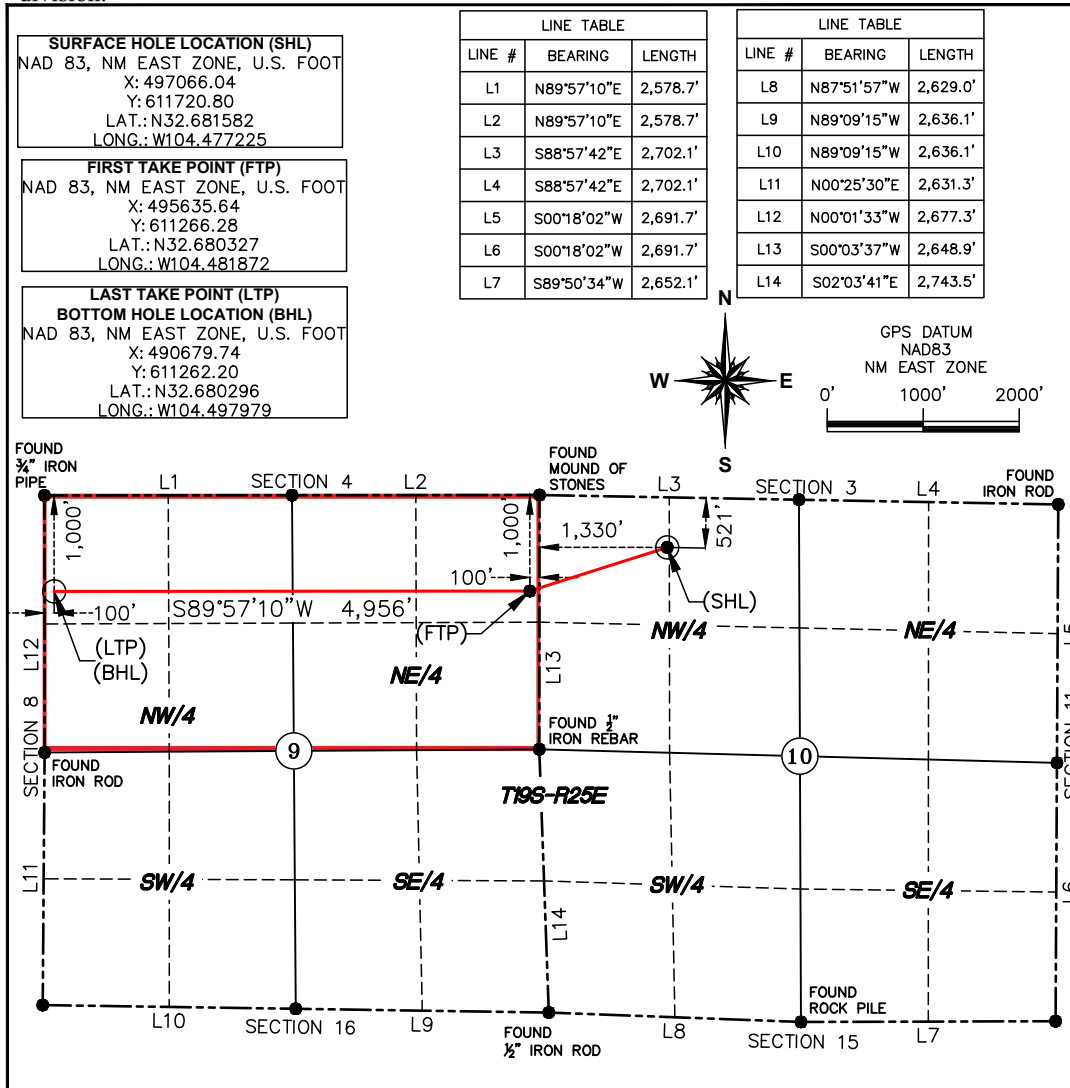 division.
SURFACE HOLE LOCATION (SHL)
NAD 83, NM EAST ZONE, U.S. FOOT
X: 497066.04
Y: 611720.80
LAT.: N32.681582
LONG.: W104.477225
FIRST TAKE POINT (FTP)
NAD 83, NM EAST ZONE, U.S. FOOT
X: 495635.64
Y: 611266.28
LAT.: N32.680327
LONG.: W104.481872
LAST TAKE POINT (LTP)
BOTTOM HOLE LOCATION (BHL)
NAD 83, NM EAST ZONE, U.S. FOOT
X: 490679.74
Y: 611262.20
LAT.: N32.680296
LONG.: W104.497979
LINE TABLE
LINE # BEARING LENGTH
L1 N89°57'10"E 2,578.7'
L2 N89°57'10"E 2,578.7'
L3 S88°57'42"E 2,702.1'
L4 S88°57'42"E 2,702.1'
L5 S00°18'02"W 2,691.7'
L6 S00°18'02"W 2,691.7'
L7 S89°50'34"W 2,652.1'
LINE TABLE
LINE # BEARING LENGTH
L8 N87°51'57"W 2,629.0'
L9 N89°09'15"W 2,636.1'
L10 N89°09'15"W 2,636.1'
L11 N00°25'30"E 2,631.3'
L12 N00°01'33"W 2,677.3'
L13 S00°03'37"W 2,648.9'
L14 S02°03'41"E 2,743.5'
N
W E
S
GPS DATUM
NAD83
NM EAST ZONE
0' 1000' 2000'
FOUND
¾" IRON
PIPE
L1
SECTION 4
L2
FOUND
MOUND OF
STONES
L3
SECTION 3
L4
FOUND
IRON ROD
1,000'
1,000'
1,330'
521'
100'
100'
S89°57'10"W 4,956'
(LTP)
(BHL)
(FTP)
(SHL)
NW/4
NE/4
L5
L12
L13
NE/4
NW/4
SECTION 8
FOUND
IRON ROD
9
FOUND ½"
IRON REBAR
10
SECTION 11
T19S-R25E
L11
SW/4
SE/4
SW/4
SE/4
L6
L14
L10
SECTION 16
L9
FOUND
½" IRON ROD
L8
FOUND
ROCK PILE
SECTION 15
L7